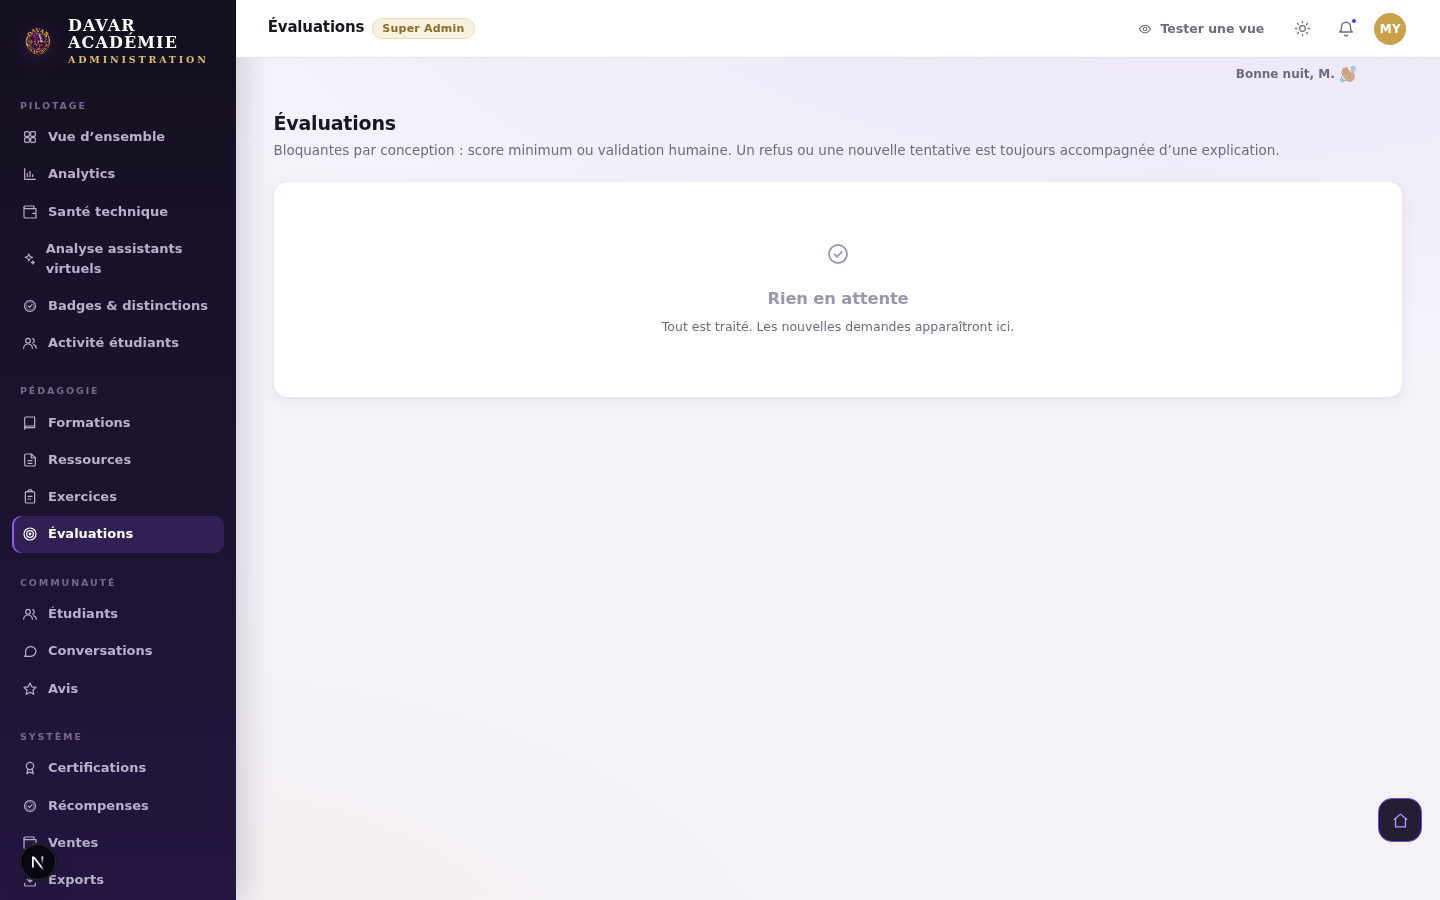 DAVAR
ACADÉMIE
ADMINISTRATION
PILOTAGE
Vue d’ensemble
Analytics
Santé technique
Analyse assistants
virtuels
Badges & distinctions
Activité étudiants
PÉDAGOGIE
Formations
Ressources
Exercices
Évaluations
COMMUNAUTÉ
Étudiants
Conversations
Avis
SYSTÈME
Certifications
Récompenses
Ventes
Exports
Évaluations
Super Admin
Tester une vue
MY
Bonne nuit, M.
Évaluations
Bloquantes par conception : score minimum ou validation humaine. Un refus ou une nouvelle tentative est toujours accompagnée d’une explication.
Rien en attente
Tout est traité. Les nouvelles demandes apparaîtront ici.